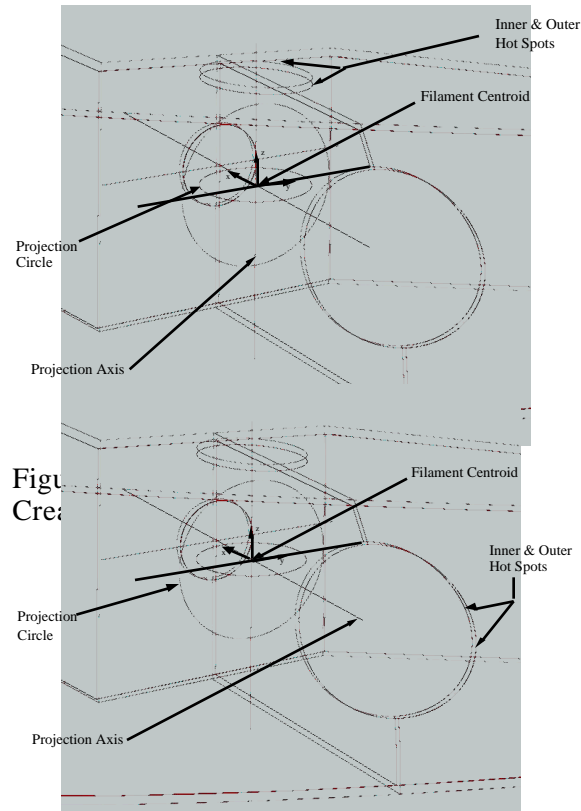 Inner & Outer
Hot Spots
Filament Centroid
z
x
y
Projection
Circle
Projection Axis
Filament Centroid
Inner & Outer
Hot Spots
z
Projection
Circle
Projection Axis